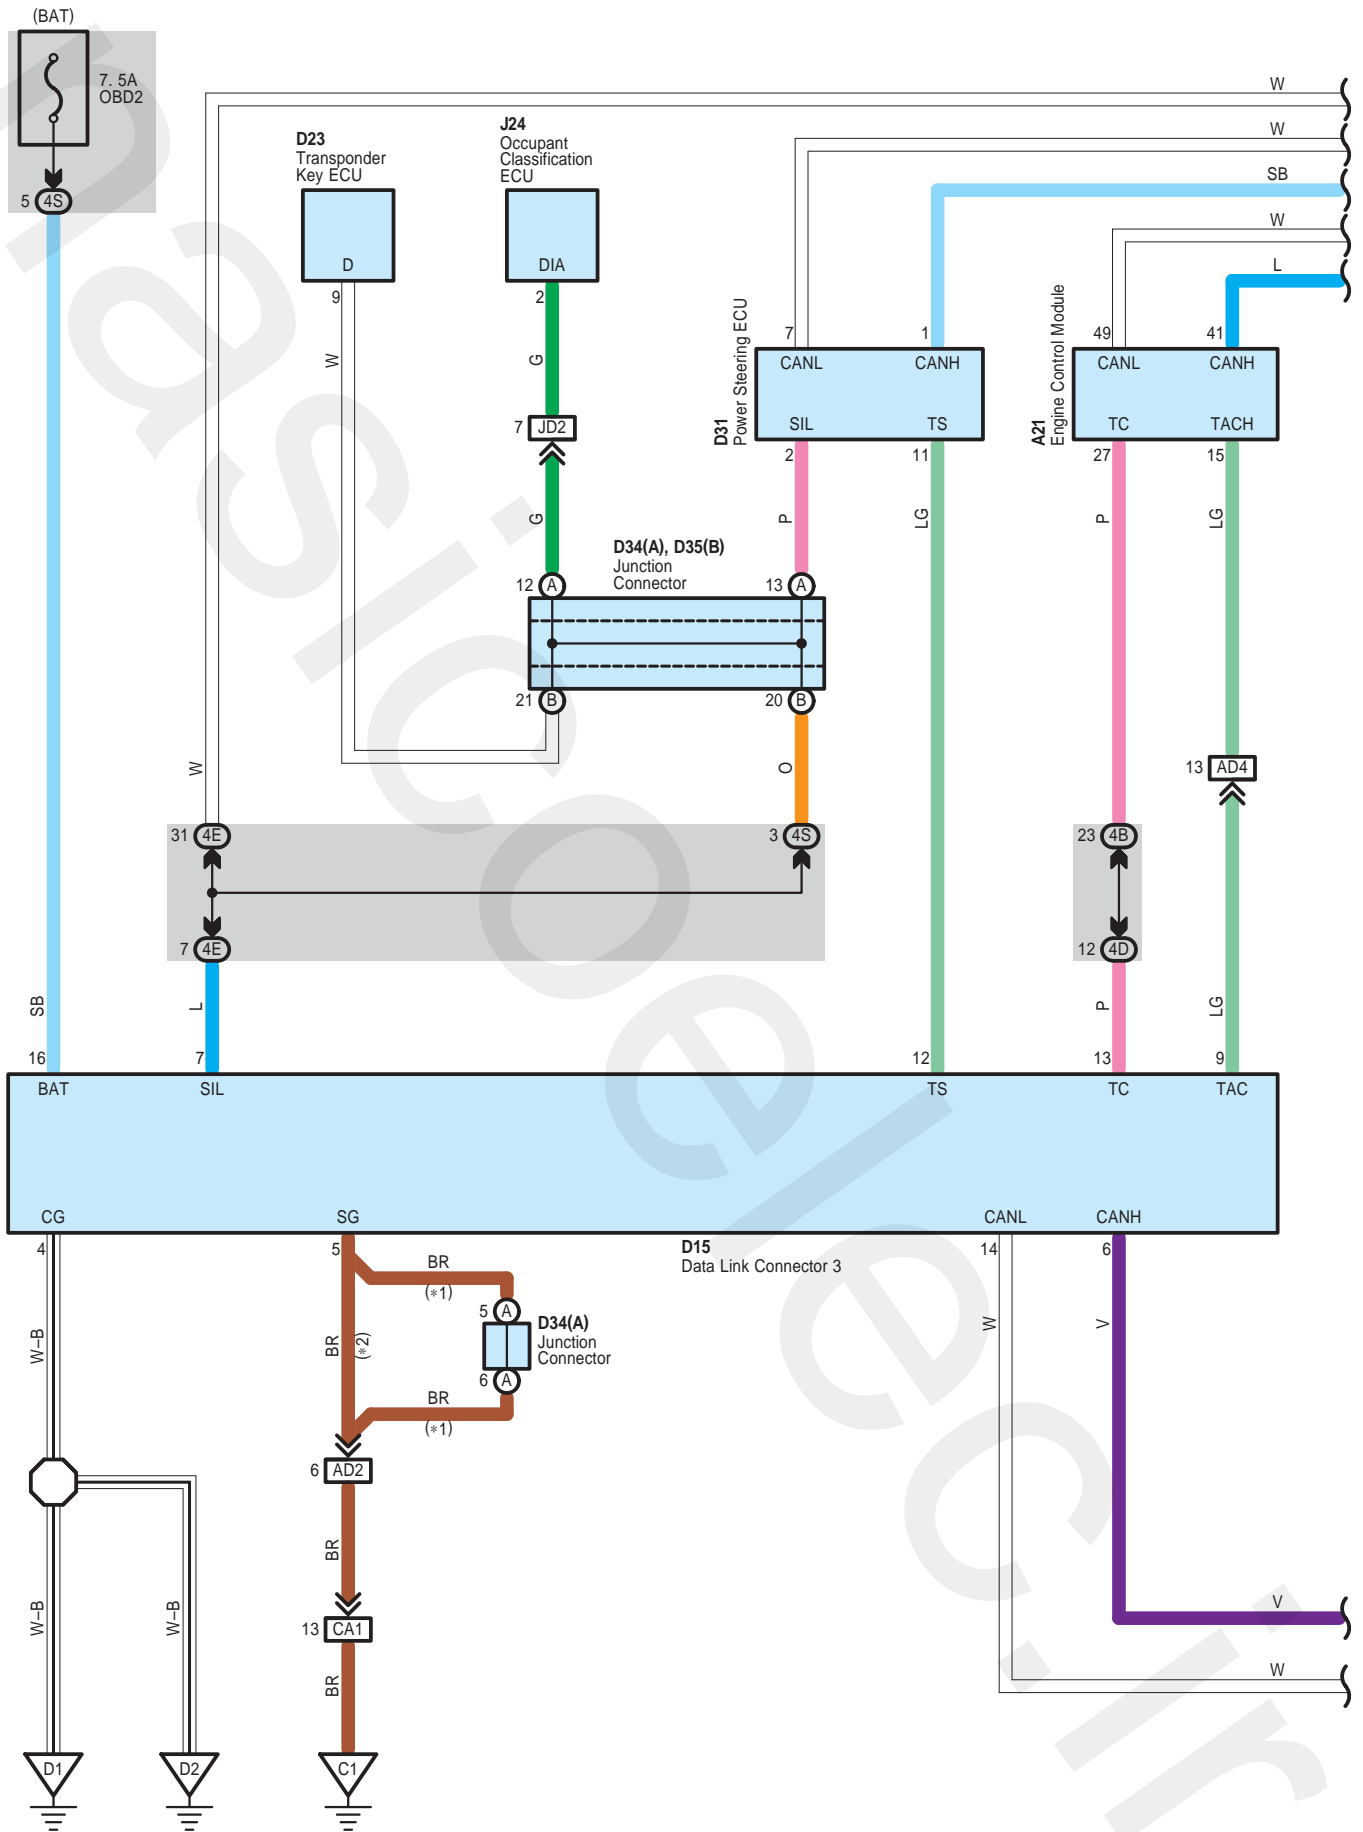 (BAT)
7. 5A
OBD2
5 4S
D23
Transponder
Key ECU
D
9
J24
Occupant
Classification
ECU
DIA
2
W
W
SB
W
L
W
G
7 JD2
G
D31
Power Steering ECU
7
1
CANL
CANH
SIL
TS
2
11
P
LG
A21
Engine Control Module
49
41
CANL
CANH
TC
TACH
27
15
P
LG
D34(A), D35(B)
Junction
Connector
12 A
13 A
21 B
20 B
W
O
13 AD4
31 4E
3 4S
23 4B
7 4E
12 4D
SB
L
P
LG
16
7
12
13
9
BAT
SIL
TS
TC
TAC
CG
SG
CANL
CANH
4
5
D15
Data Link Connector 3
14
6
BR
(*1)
5 A
D34(A)
Junction
Connector
6 A
BR
(*1)
W-B
BR
(*2)
W
V
6 AD2
BR
13 CA1
W-B
W-B
BR
V
W
D1
D2
C1
nasicoelec.ir